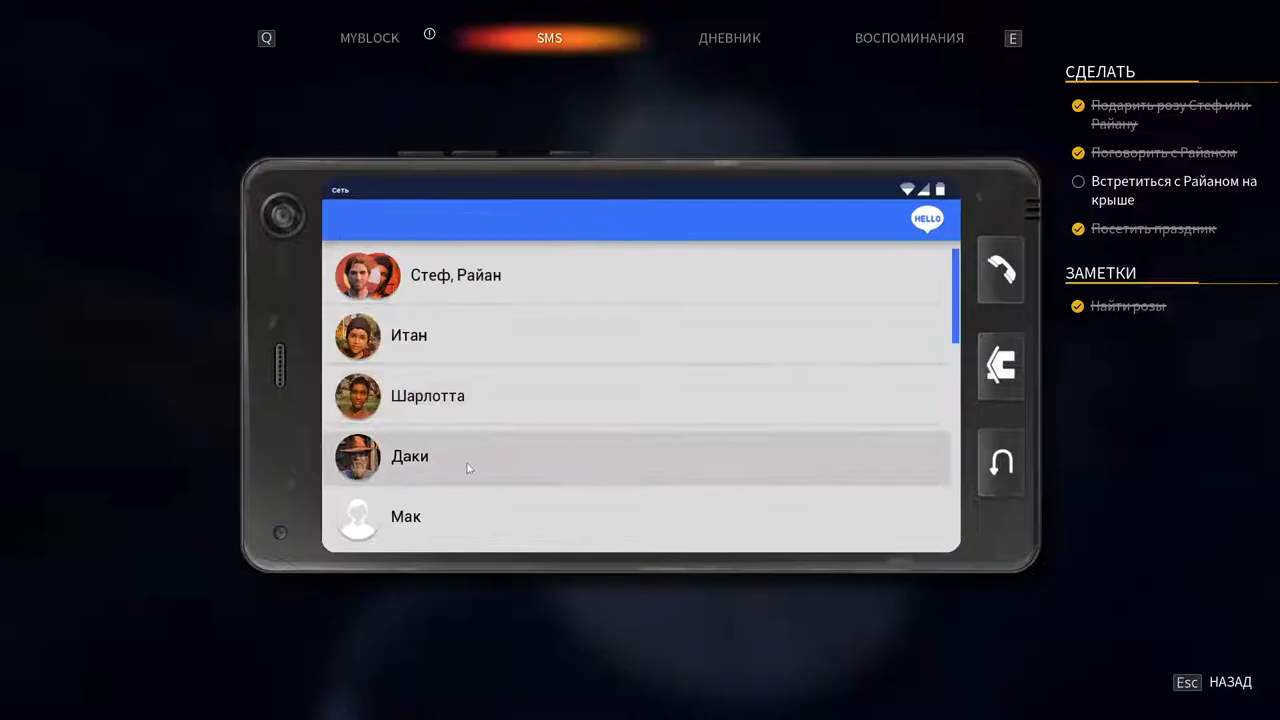 Q
MYBLOCK
SMS
ДНЕВНИК
ВОСПОМИНАНИЯ
E
СДЕЛАТЬ
Подарить розу Стеф или
Райану
Поговорить с Райаном
Встретиться с Райаном на
крыше
Посетить праздник
ЗАМЕТКИ
Найти розы
Сеть
HELLO
Стеф, Райан
Итан
Шарлотта
Даки
Мак
Esc НАЗАД